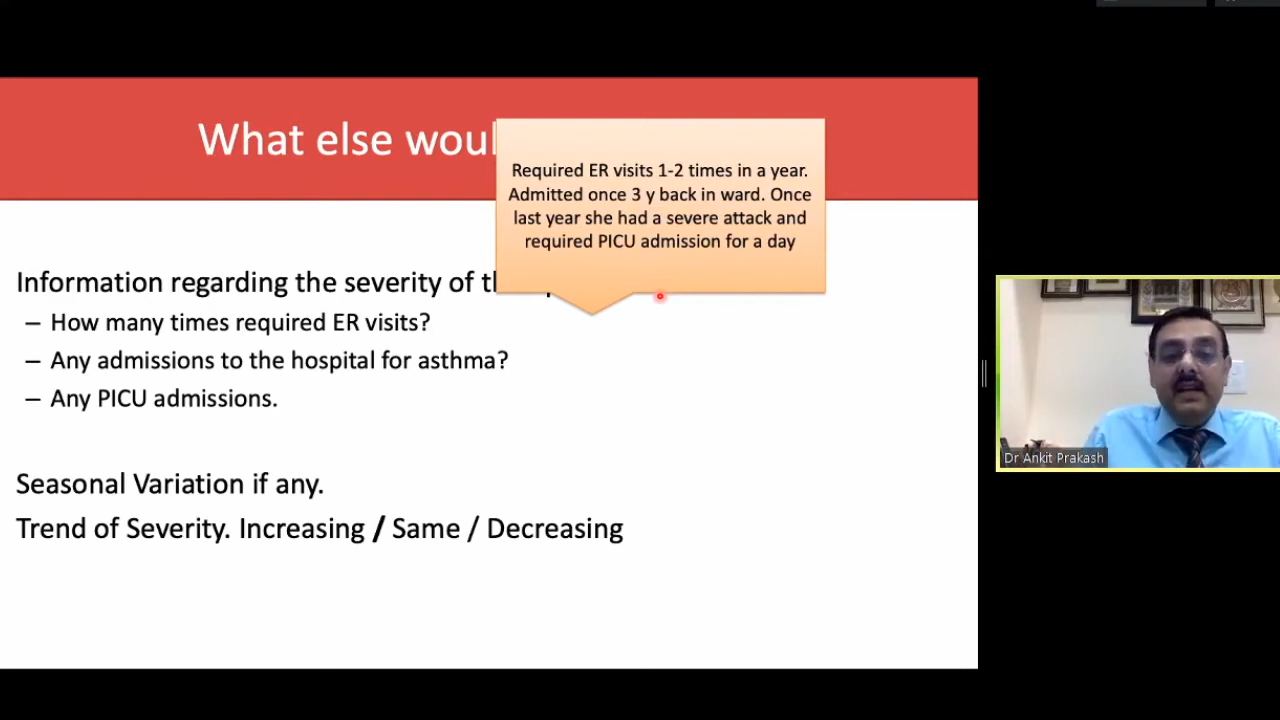 What else woul
Required ER visits 1-2 times in a year.
Admitted once 3 y back in ward. Once
last year she had a severe attack and
required PICU admission for a day
Information regarding the severity of
– How many times required ER visits?
– Any admissions to the hospital for asthma?
– Any PICU admissions.
Seasonal Variation if any.
Trend of Severity. Increasing / Same / Decreasing
Dr Ankit Prakash